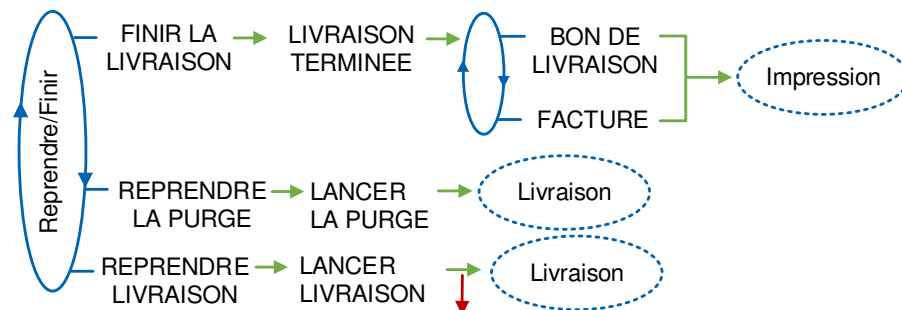 Reprendre/Finir
FINIR LA
LIVRAISON
LIVRAISON
TERMINEE
BON DE
LIVRAISON
FACTURE
Impression
REPRENDRE
LA PURGE
LANCER
LA PURGE
Livraison
REPRENDRE
LIVRAISON
LANCER
LIVRAISON
Livraison